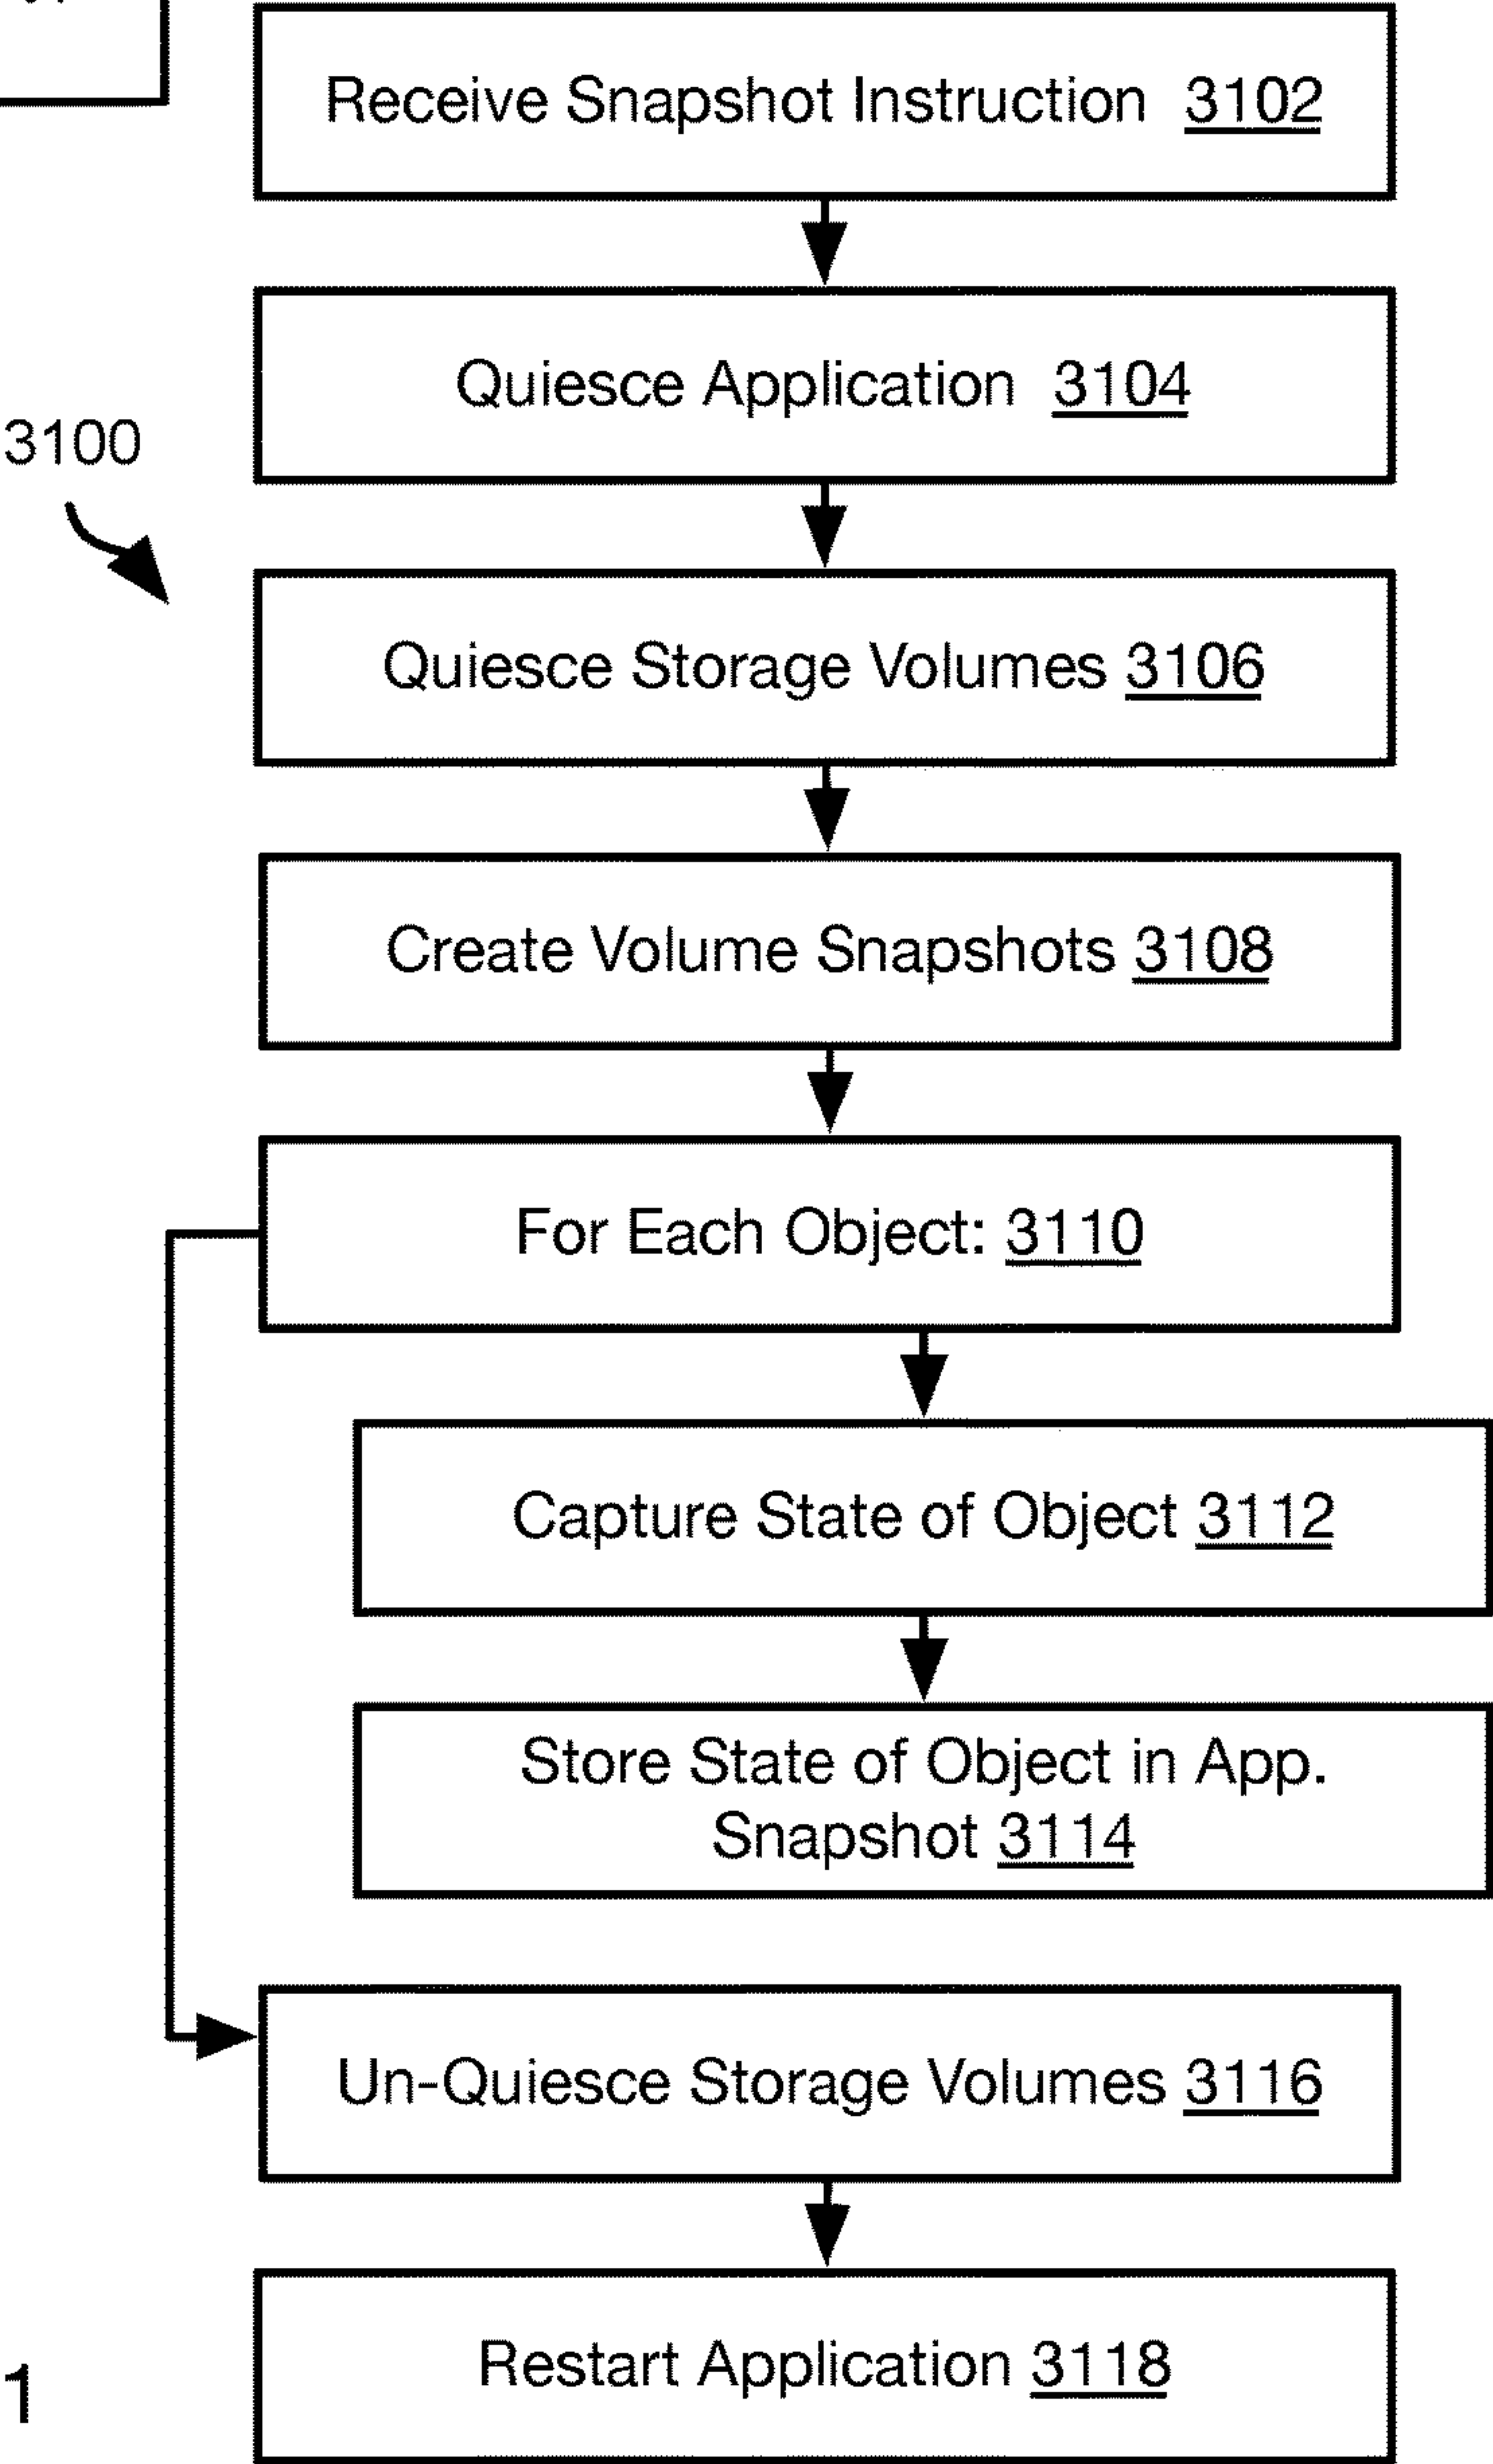 Receive Snapshot Instruction 3102
Quiesce Application 3104
3100
Quiesce Storage Volumes 3106
Create Volume Snapshots 3108
For Each Object: 3110
Capture State of Object 3112
Store State of Object in App.
Snapshot 3114
Un-Quiesce Storage Volumes 3116
Restart Application 3118
1